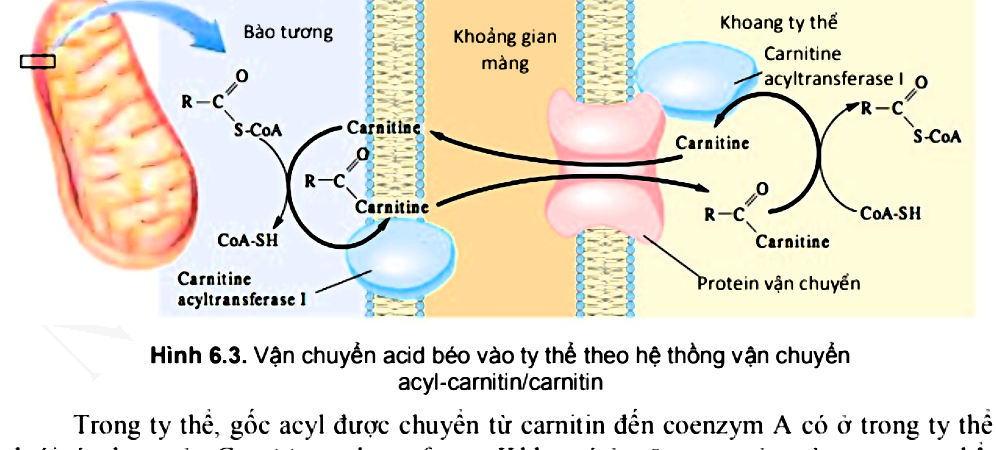 Bào tương
Khoảng gian
màng
Khoang ty thể
Carnitine
acyltransferase I
R–C
O
S-CoA
Carnitine
O
R–C
Carnitine
CoA-SH
Carnitine
acyltransferase I
Carnitine
R–C
O
S-CoA
O
R–C
Carnitine
CoA-SH
Protein vận chuyển
Hình 6.3. Vận chuyển acid béo vào ty thể theo hệ thồng vận chuyển
acyl-carnitin/carnitin
Trong ty thể, gốc acyl được chuyển từ carnitin đến coenzym A có ở trong ty thể